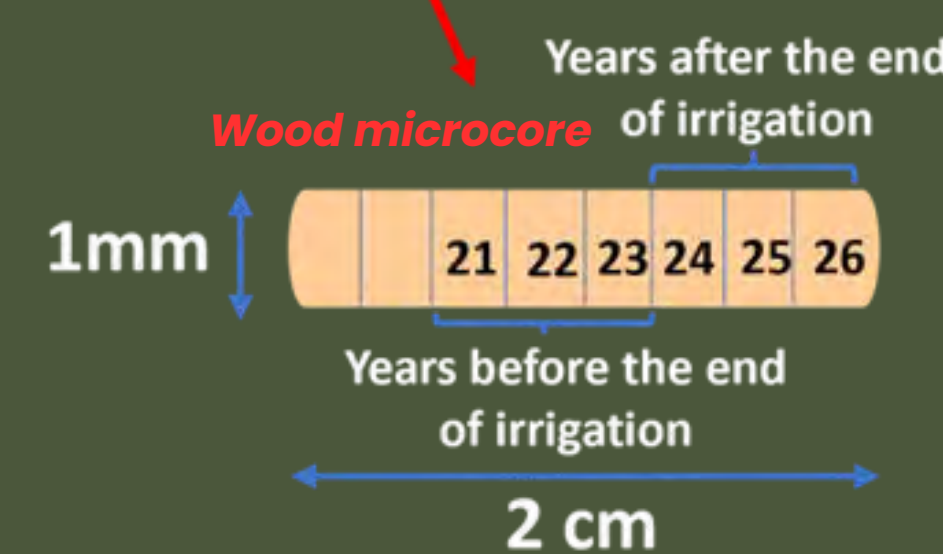 Years after the end
of irrigation
Wood microcore
1mm
21 22 23 24 25 26
Years before the end
of irrigation
2 cm